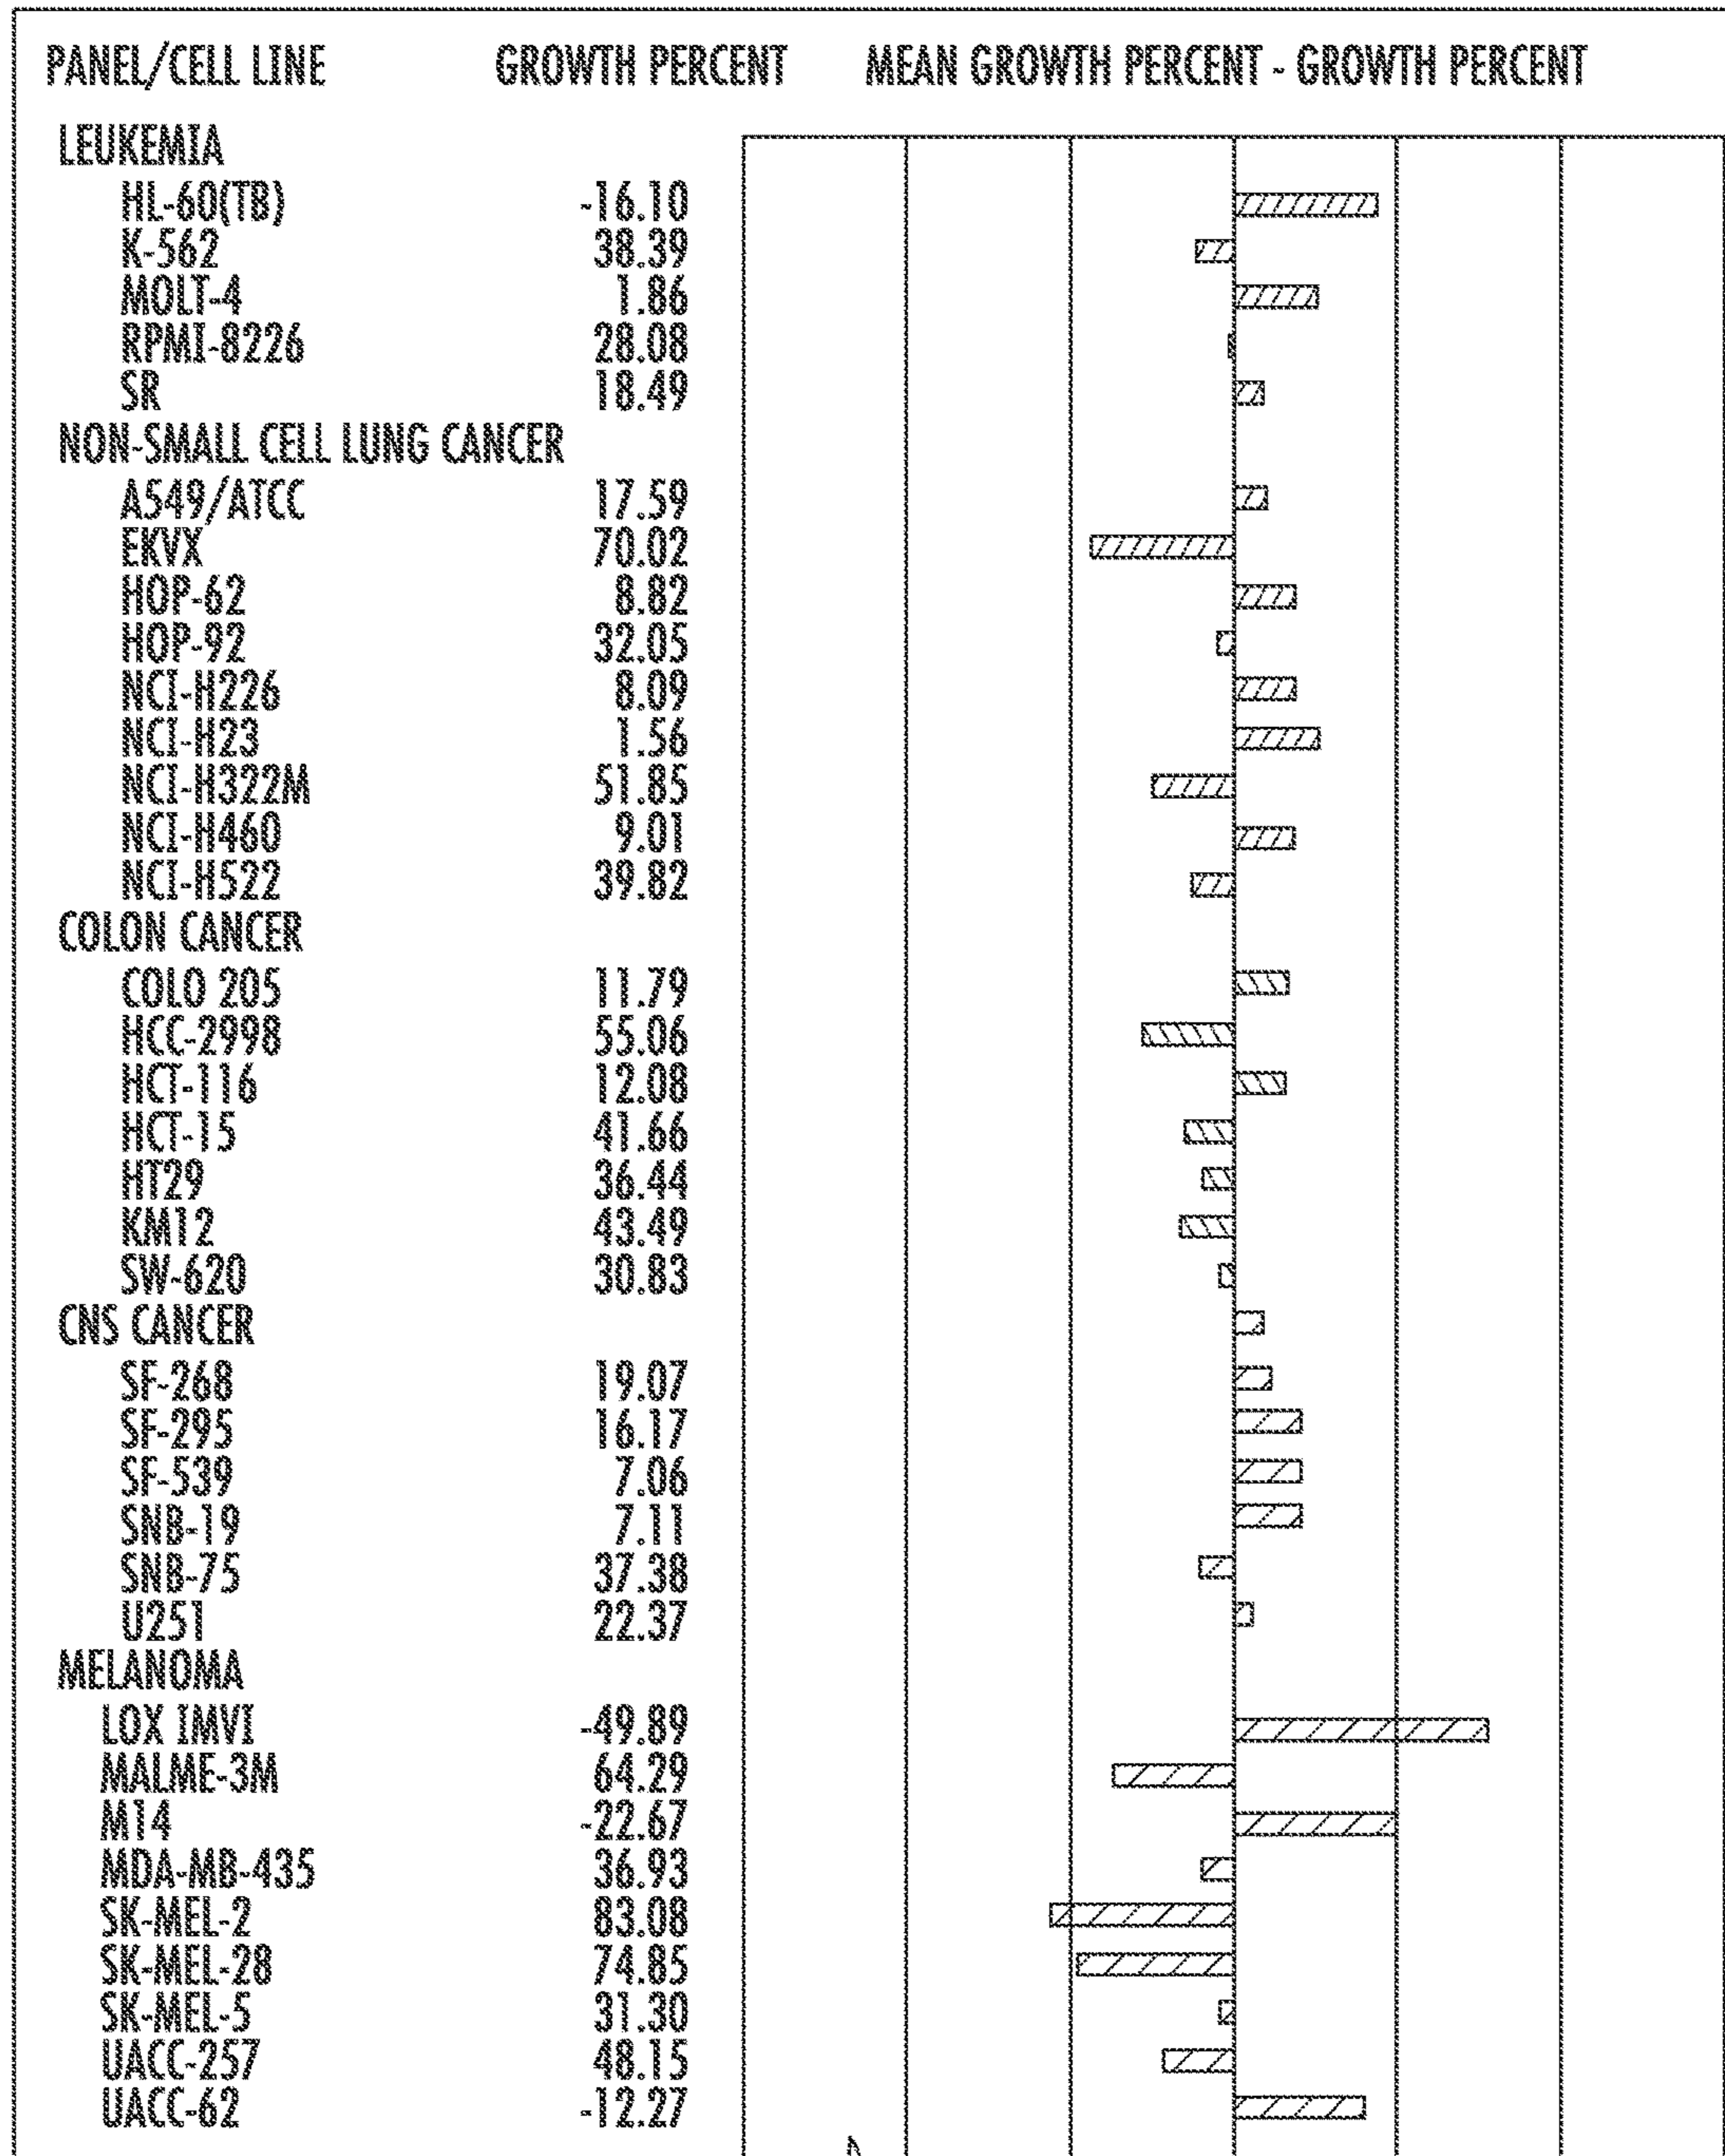 PANEL/CELL LINE GROWTH PERCENT MEAN GROWTH PERCENT - GROWTH PERCENT
LEUKEMIA
HL-60(TB) -16.10
K-562 38.39
MOLT-4 1.86
RPMI-8226 28.08
SR 18.49
NON-SMALL CELL LUNG CANCER
A549/ATCC 17.59
EKVX 70.02
HOP-62 8.82
HOP-92 32.05
NCI-H226 8.09
NCI-H23 1.56
NCI-H322M 51.85
NCI-H460 9.01
NCI-H522 39.82
COLON CANCER
COLO 205 11.79
HCC-2998 55.06
HCT-116 12.08
HCT-15 41.66
HT29 36.44
KM12 43.49
SW-620 30.83
CNS CANCER
SF-268 19.07
SF-295 16.17
SF-539 7.06
SNB-19 7.11
SNB-75 37.38
U251 22.37
MELANOMA
LOX IMVI -49.89
MALME-3M 64.29
M14 -22.67
MDA-MB-435 36.93
SK-MEL-2 83.08
SK-MEL-28 74.85
SK-MEL-5 31.30
UACC-257 48.15
UACC-62 -12.27